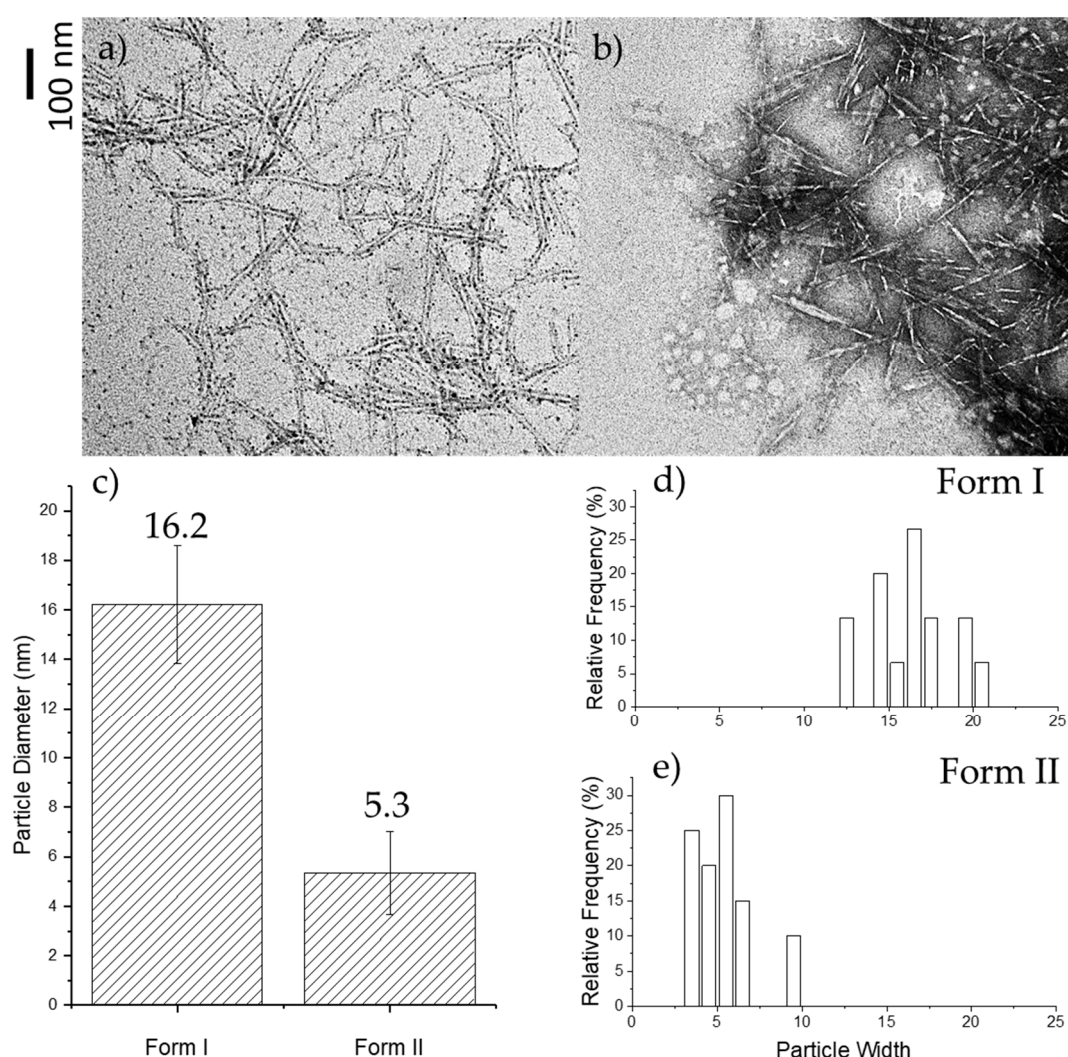 100 nm
a)
b)
c)
20
18
16
14
12
10
8
6
4
2
0
Particle Diameter (nm)
16.2
5.3
Form I
Form II
d)
Form I
30
25
20
15
10
5
0
Relative Frequency (%)
0
5
10
15
20
25
e)
Form II
30
25
20
15
10
5
0
Relative Frequency (%)
0
5
10
15
20
25
Particle Width